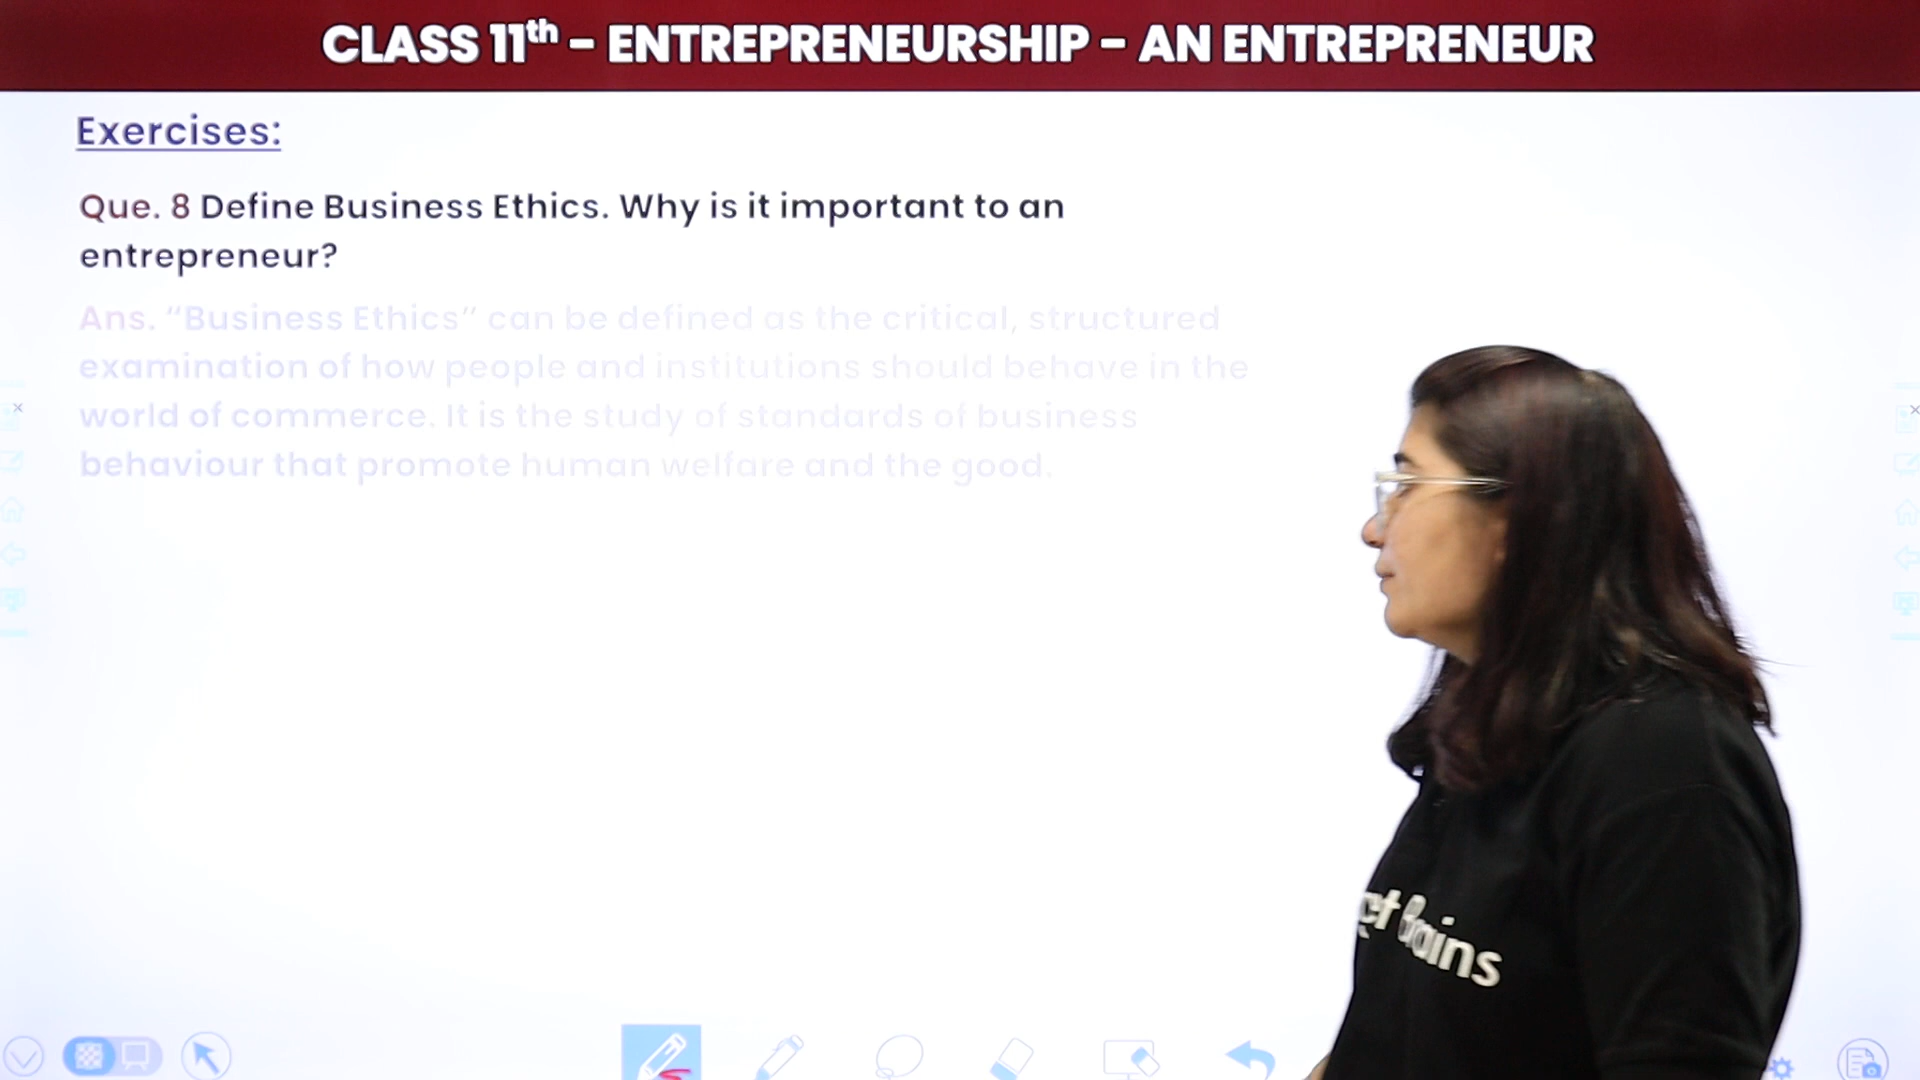 CLASS 11th – ENTREPRENEURSHIP – AN ENTREPRENEUR
Exercises:
Que. 8 Define Business Ethics. Why is it important to an
entrepreneur?
Ans. “Business Ethics” can be defined as the critical, structured
examination of how people and institutions should behave in the
world of commerce. It is the study of standards of business
behaviour that promote human welfare and the good.
et Brains